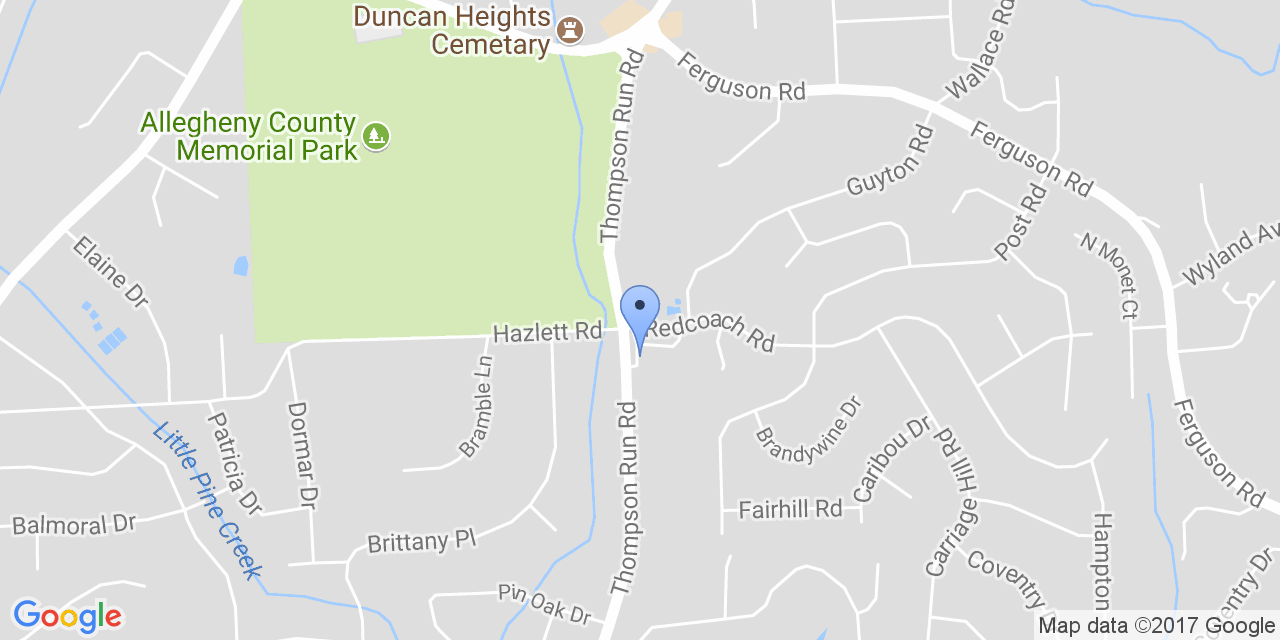 Duncan Heights
Cemetary
Wallace Rd
Ferguson Rd
Thompson Run Rd
Allegheny County
Memorial Park
Ferguson Rd
Guyton Rd
Post Rd
N Monet Ct
Elaine Dr
Hazlett Rd
Redcoach Rd
Bramble Ln
Dormar Dr
Patricia Dr
Little Pine Creek
Thompson Run Rd
Brandywine Dr
Caribou Dr
Carriage Hill Rd
Ferguson Rd
Fairhill Rd
Balmoral Dr
Brittany Pl
Hampton
Pin Oak Dr
Google
Map data ©2017 Google